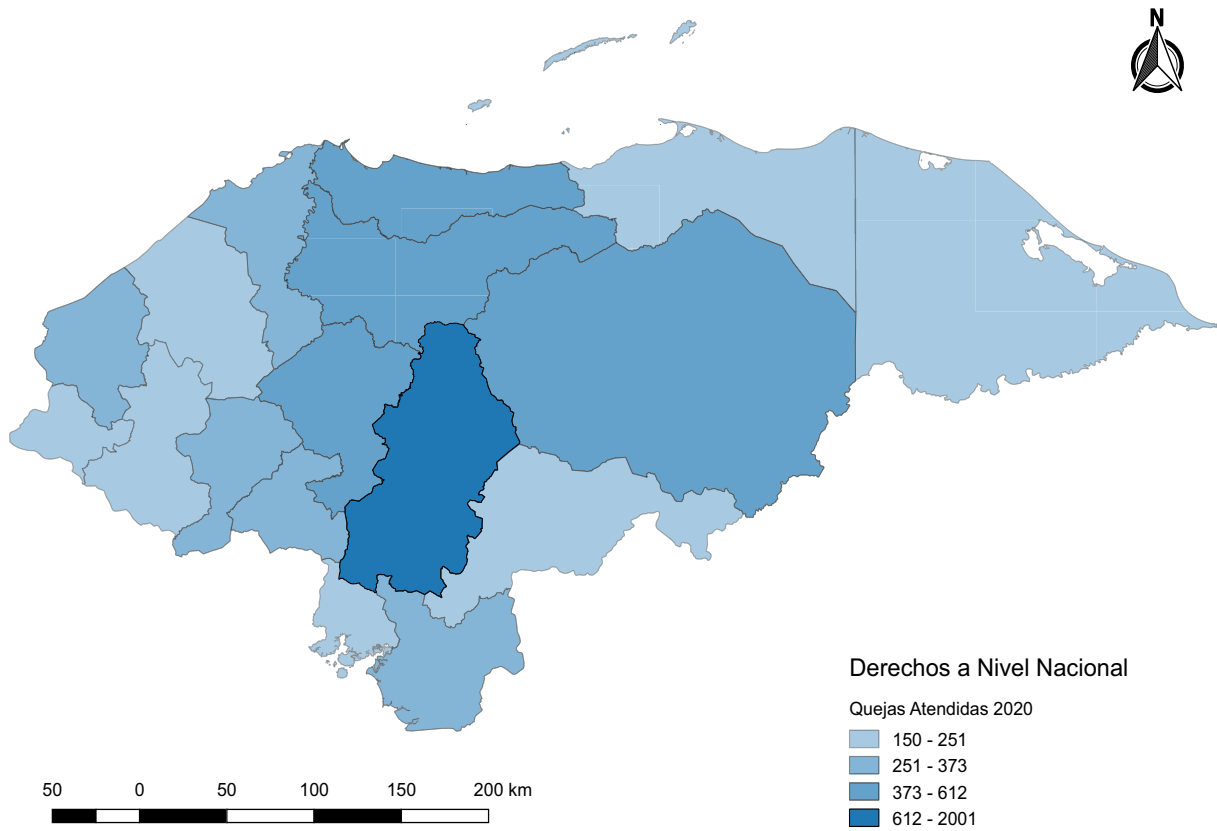 N
Derechos a Nivel Nacional
Quejas Atendidas 2020
150 - 251
251 - 373
373 - 612
612 - 2001
50 0 50 100 150 200 km